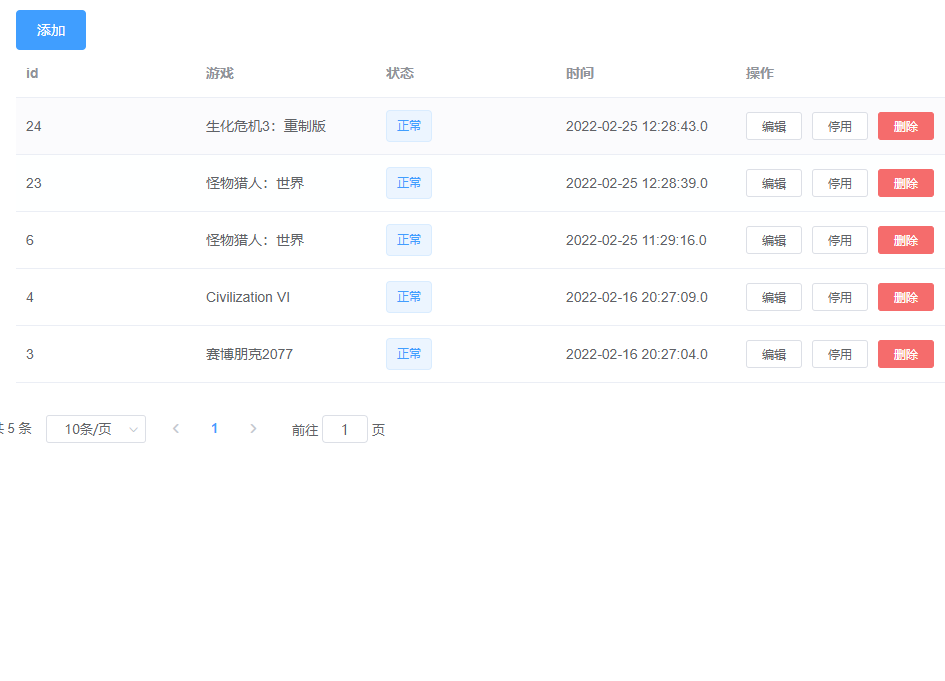 添加
id 游戏 状态 时间 操作
24 生化危机3：重制版 正常 2022-02-25 12:28:43.0 编辑 停用 删除
23 怪物猎人：世界 正常 2022-02-25 12:28:39.0 编辑 停用 删除
6 怪物猎人：世界 正常 2022-02-25 11:29:16.0 编辑 停用 删除
4 Civilization VI 正常 2022-02-16 20:27:09.0 编辑 停用 删除
3 赛博朋克2077 正常 2022-02-16 20:27:04.0 编辑 停用 删除
共 5 条 10条/页 1 前往 1 页